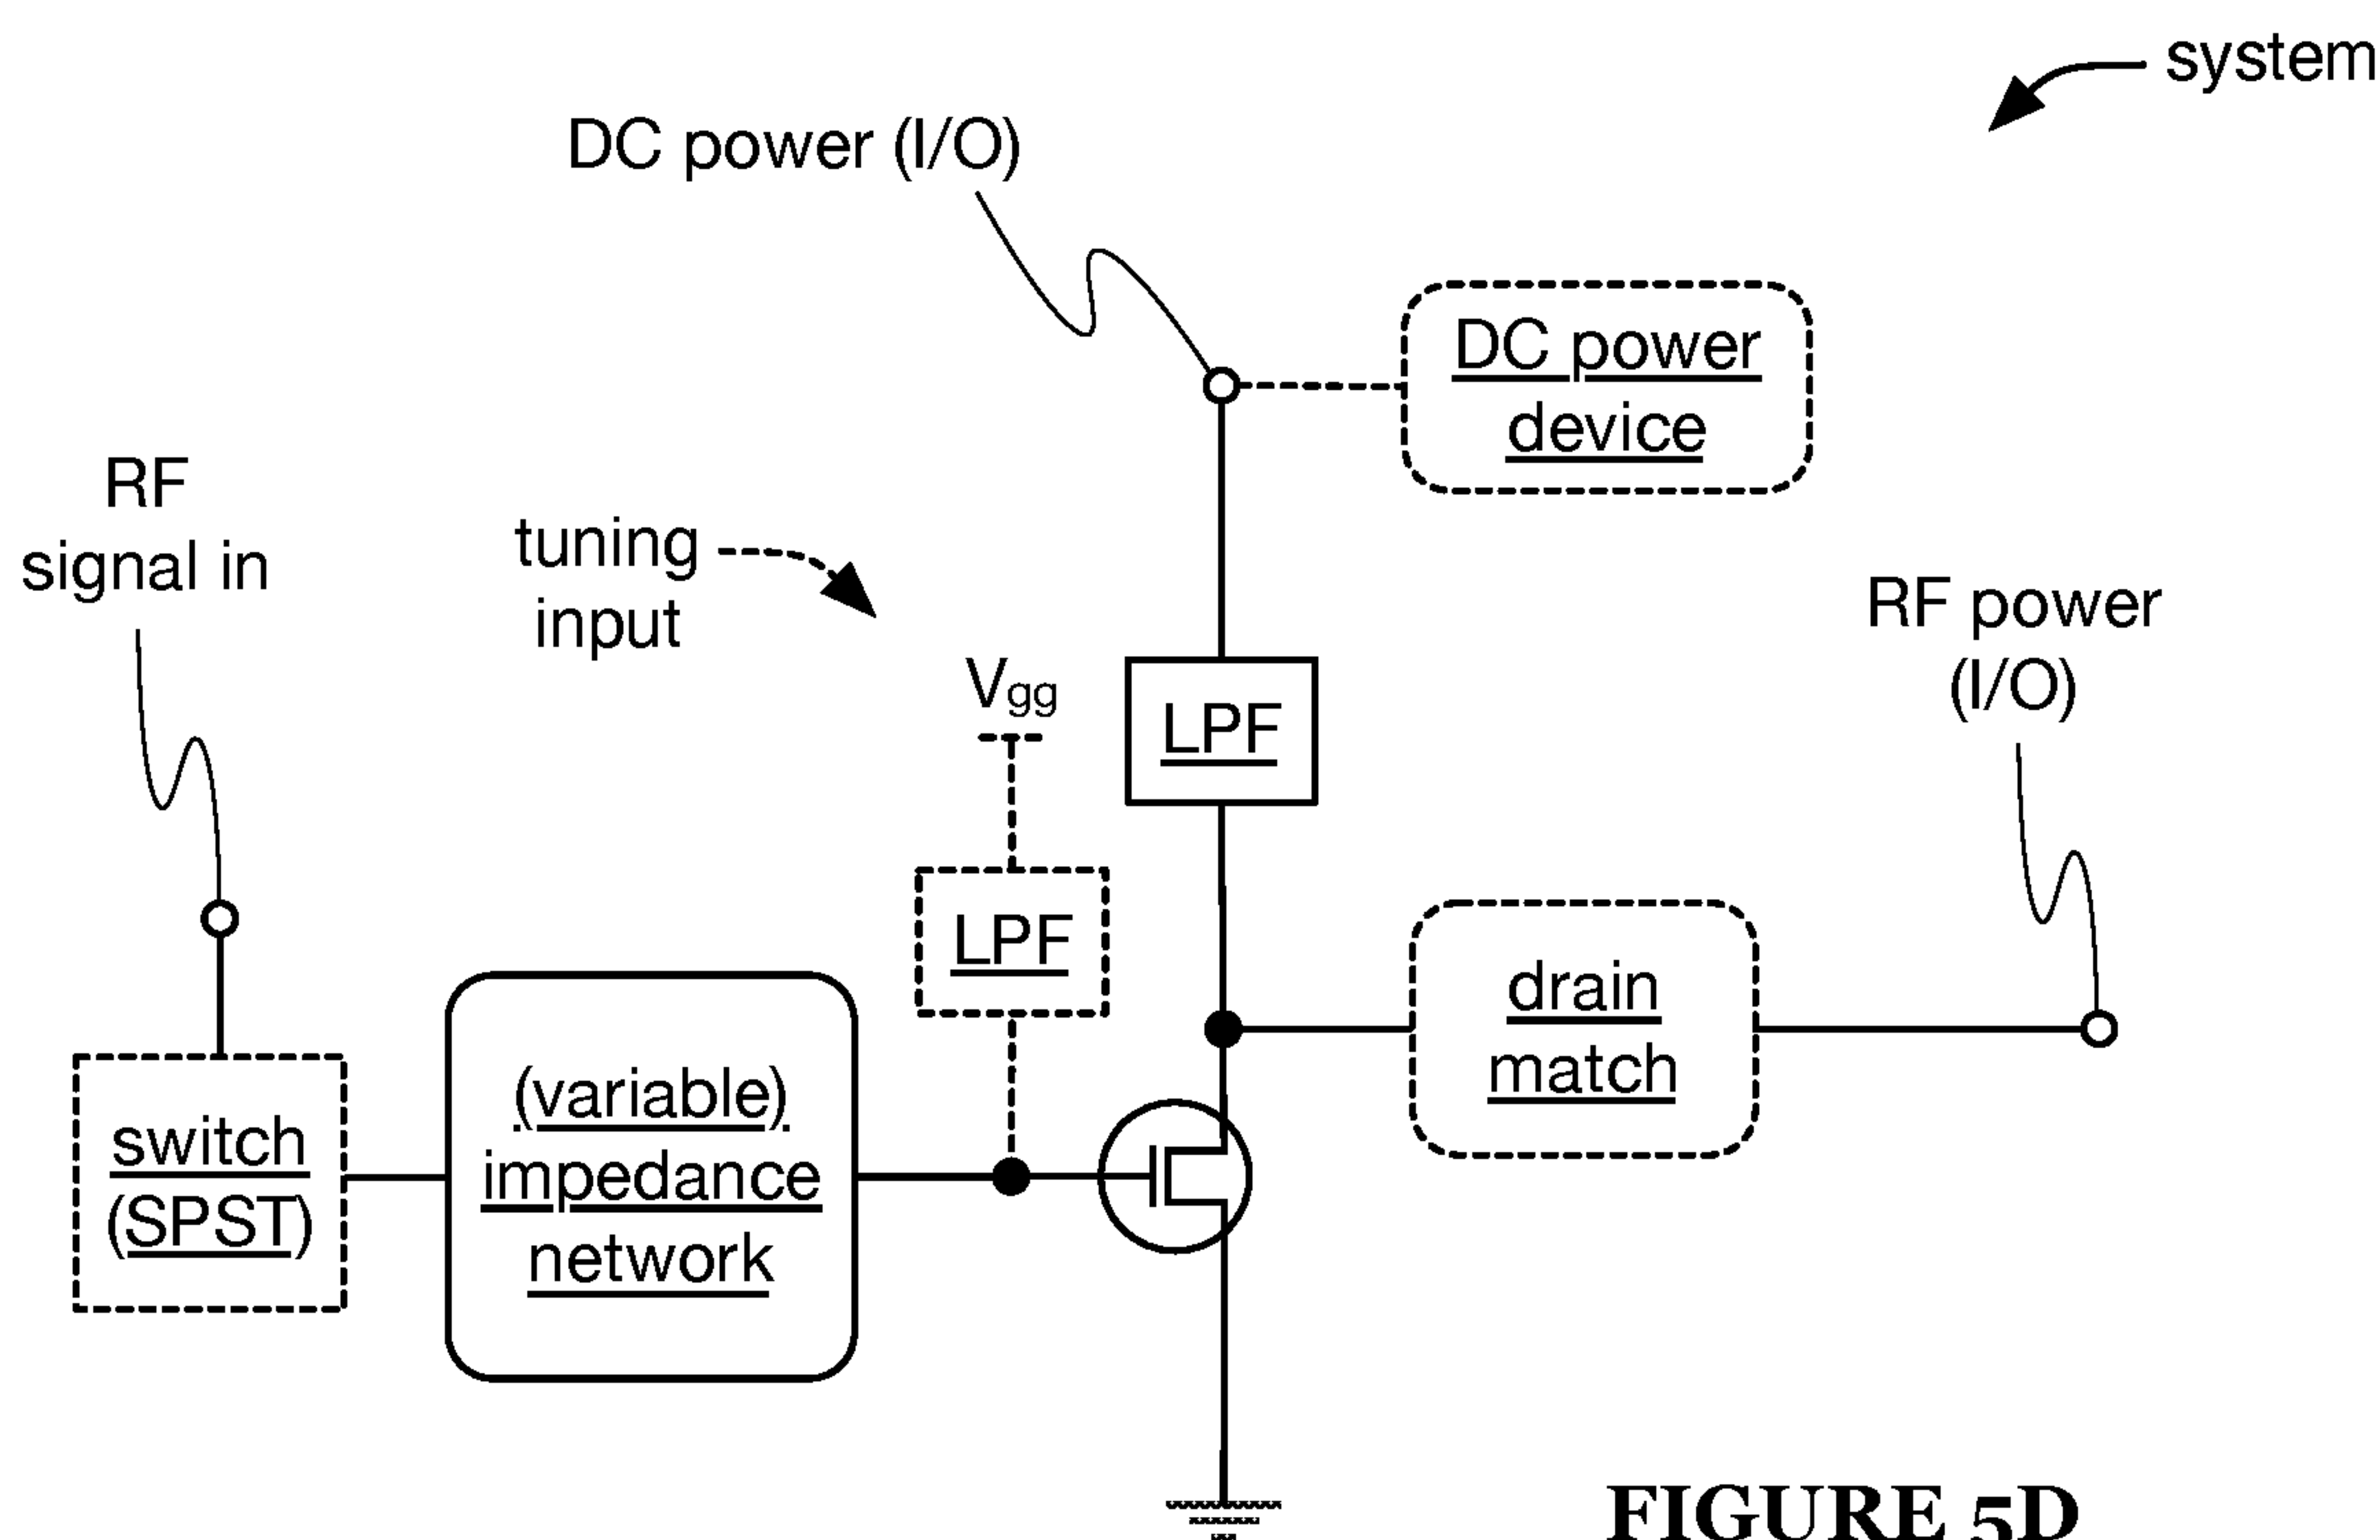 system
DC power (I/O)
DC power
device
RF
signal in
tuning
input
RF power
(I/O)
Vgg
LPF
LPF
drain
match
switch
(SPST)
(variable)
impedance
network
FIGURE 5D